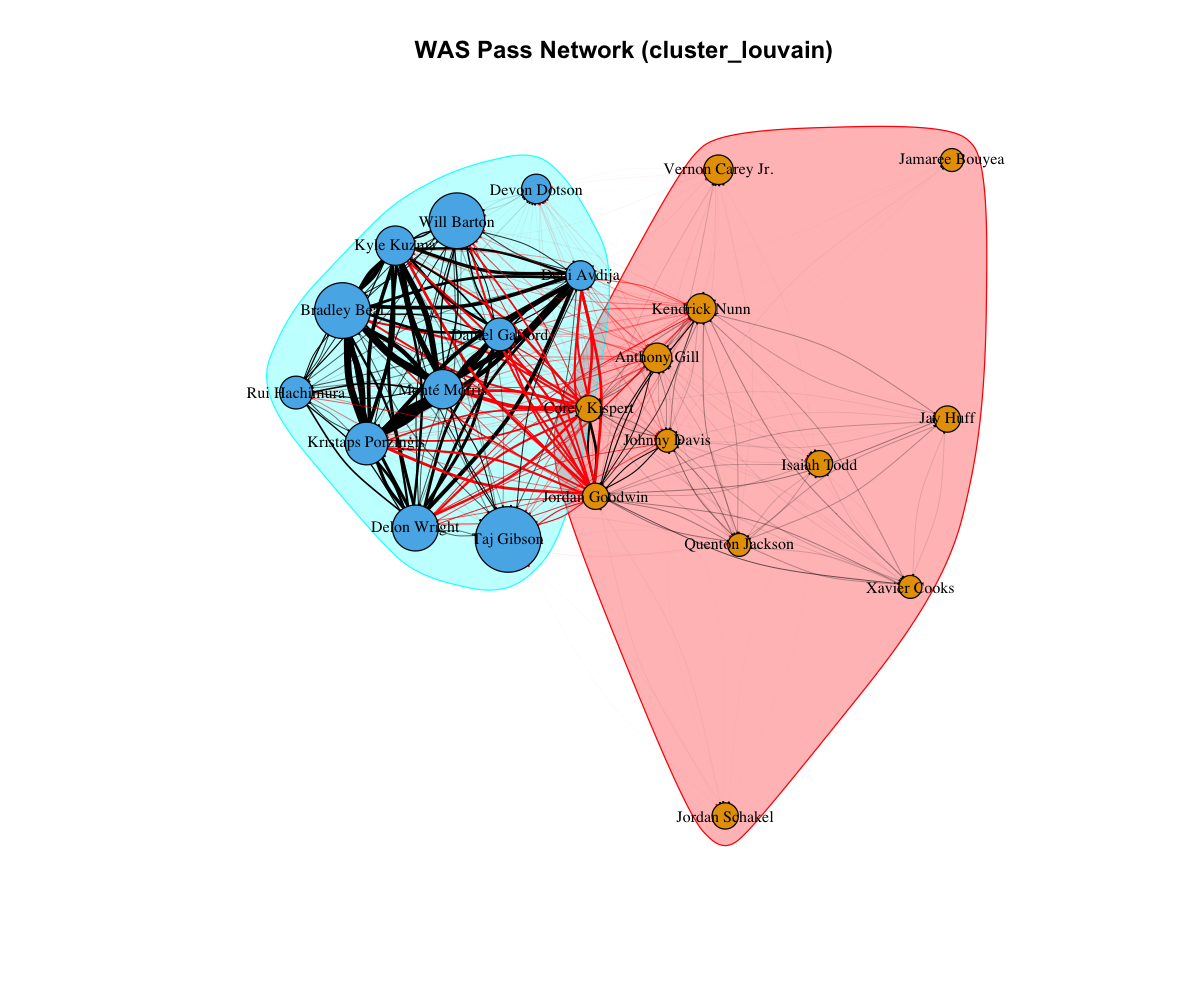 WAS Pass Network (cluster_louvain)
Jamaree Bouyea
Vernon Carey Jr.
Devon Dotson
Will Barton
Kyle Kuzma
Deni Avdija
Bradley Beal
Kendrick Nunn
Daniel Gafford
Anthony Gill
Rui Hachimura
Monté Morris
Corey Kispert
Jay Huff
Kristaps Porzingis
Johnny Davis
Isaiah Todd
Jordan Goodwin
Delon Wright
Taj Gibson
Quenton Jackson
Xavier Cooks
Jordan Schakel